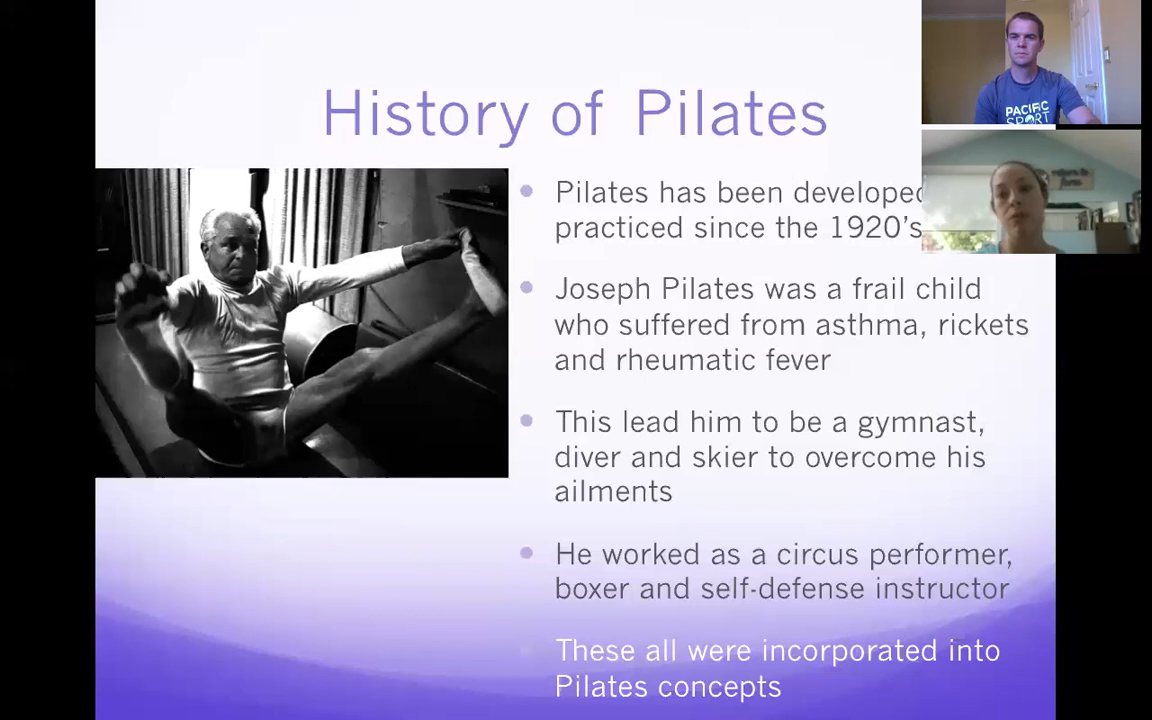 History of Pilates
Pilates has been developed
practiced since the 1920's
Joseph Pilates was a frail child
who suffered from asthma, rickets
and rheumatic fever
This lead him to be a gymnast,
diver and skier to overcome his
ailments
He worked as a circus performer,
boxer and self-defense instructor
These all were incorporated into
Pilates concepts
PACIFIC
SPORT